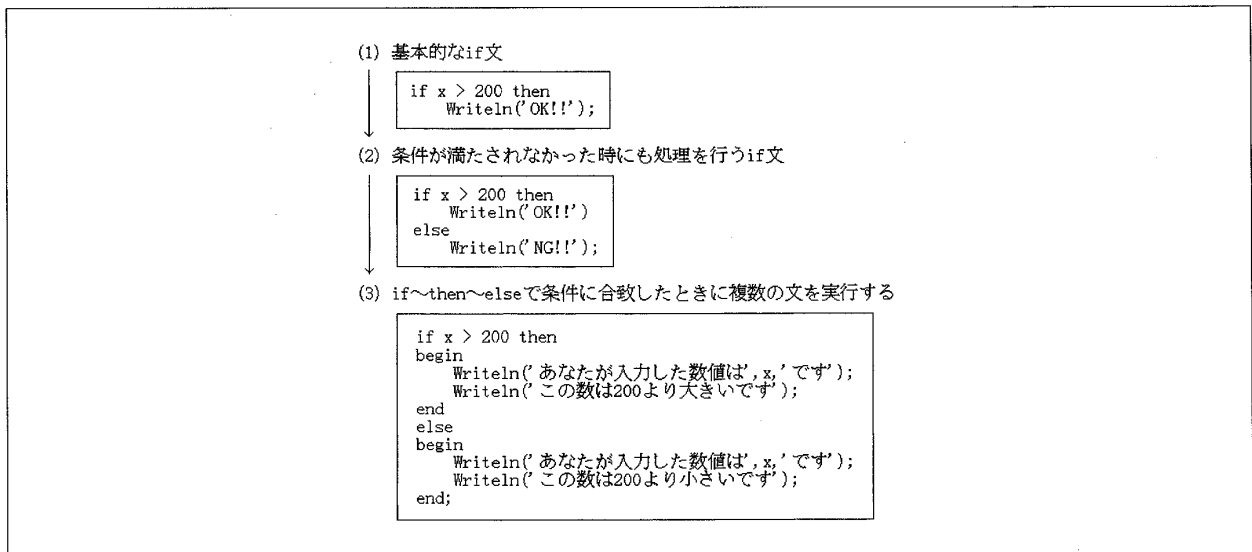 (1) 基本的なif文
if x > 200 then
    Writeln('OK!!');
(2) 条件が満たされなかった時にも処理を行うif文
if x > 200 then
    Writeln('OK!!')
else
    Writeln('NG!!');
(3) if～then～elseで条件に合致したときに複数の文を実行する
if x > 200 then
begin
    Writeln('あなたが入力した数値は',x,'です');
    Writeln('この数は200より大きいです');
end
else
begin
    Writeln('あなたが入力した数値は',x,'です');
    Writeln('この数は200より小さいです');
end;